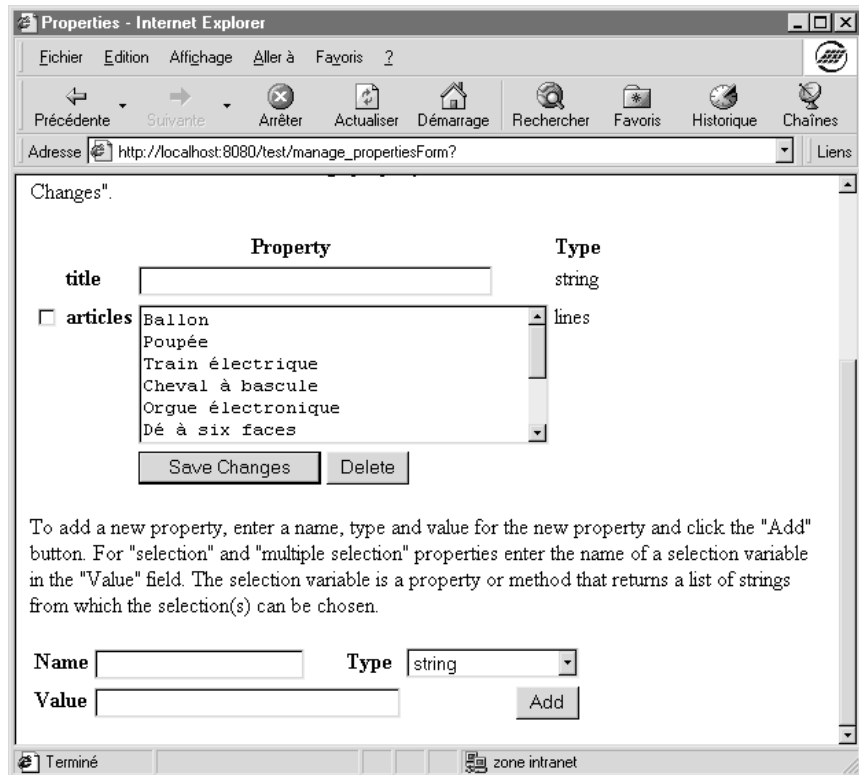 Properties - Internet Explorer
Fichier Edition Affichage Aller à Favoris ?
Précédente Suivante Arrêter Actualiser Démarrage Rechercher Favoris Historique Chaînes
Adresse http://localhost:8080/test/manage_propertiesForm? Liens
Changes".
Property Type
title string
articles lines
Ballon
Poupée
Train électrique
Cheval à bascule
Orgue électronique
Dé à six faces
Save Changes Delete
To add a new property, enter a name, type and value for the new property and click the "Add"
button. For "selection" and "multiple selection" properties enter the name of a selection variable
in the "Value" field. The selection variable is a property or method that returns a list of strings
from which the selection(s) can be chosen.
Name Type string
Value Add
Terminé zone intranet